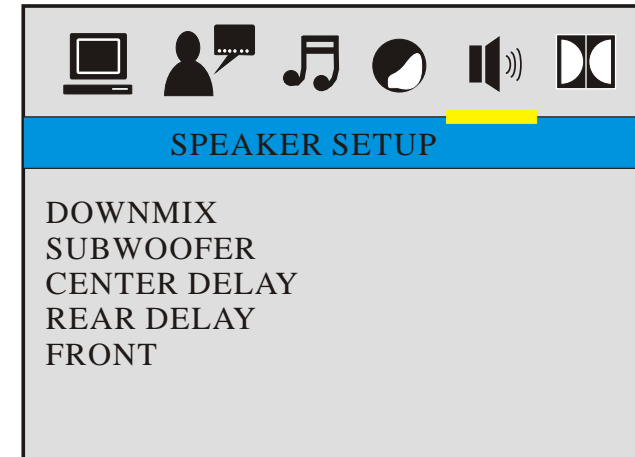 SPEAKER SETUP
DOWNMIX
SUBWOOFER
CENTER DELAY
REAR DELAY
FRONT